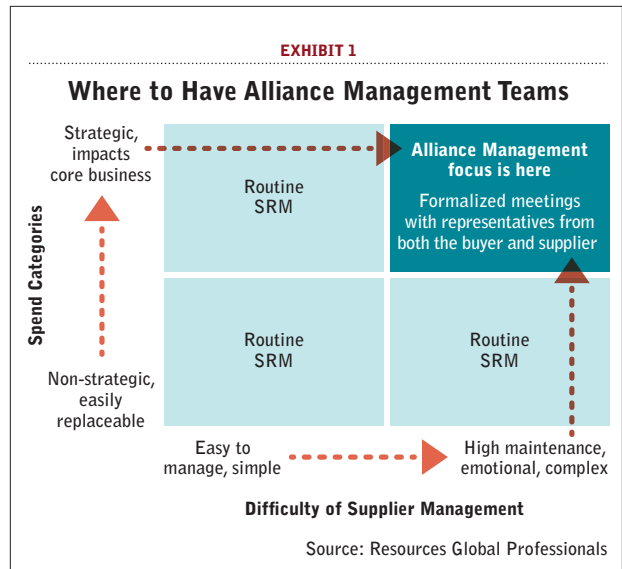 EXHIBIT 1
Where to Have Alliance Management Teams
Strategic,
impacts
core business
Routine
SRM
Alliance Management
focus is here
Formalized meetings
with representatives from
both the buyer and supplier
Spend Categories
Non-strategic,
easily
replaceable
Routine
SRM
Routine
SRM
Easy to
manage, simple
High maintenance,
emotional, complex
Difficulty of Supplier Management
Source: Resources Global Professionals